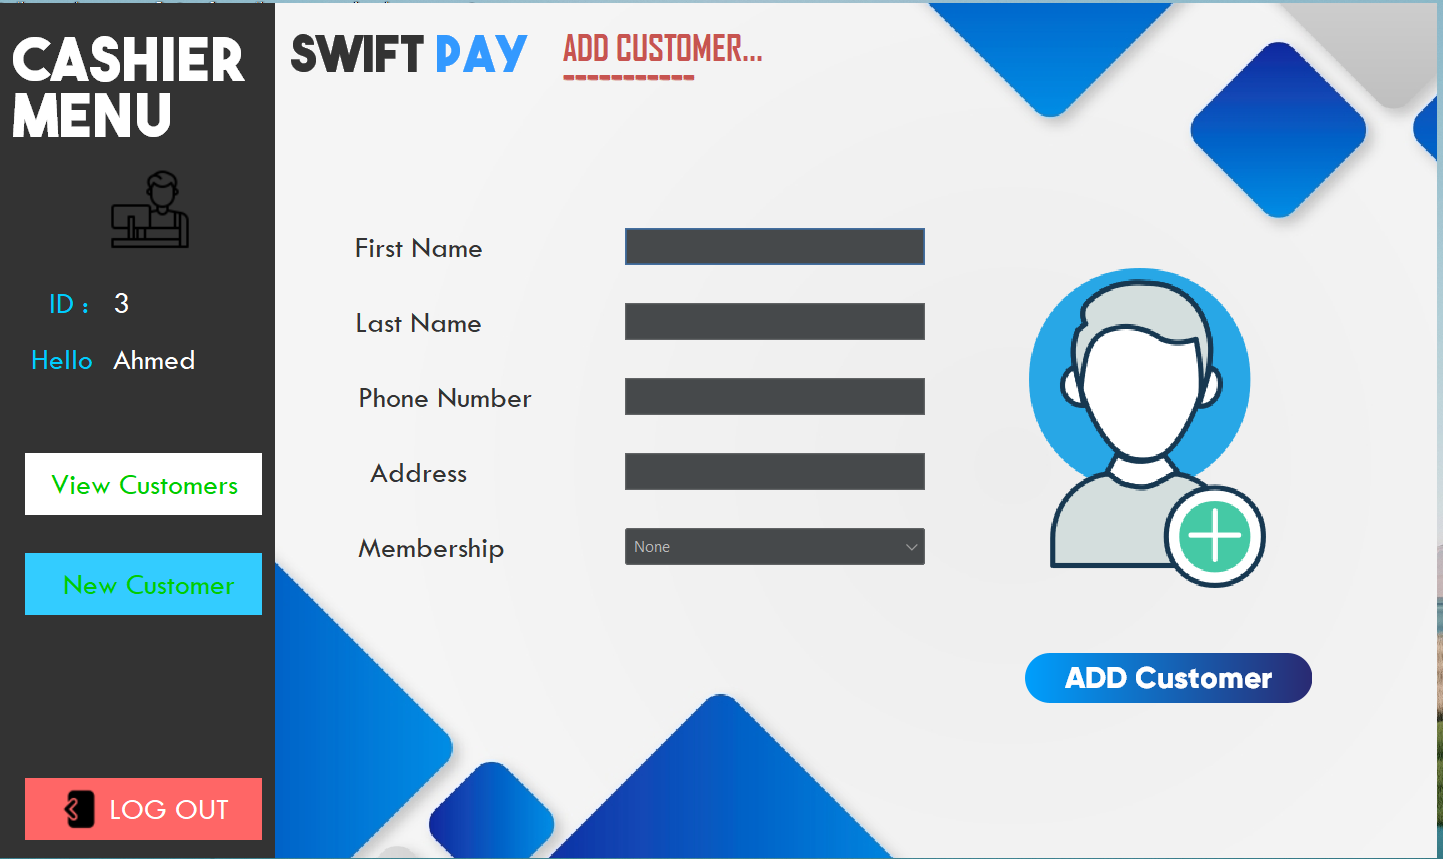 CASHIER
MENU
ID : 3
Hello Ahmed
View Customers
New Customer
LOG OUT
SWIFT PAY
ADD CUSTOMER...
-----------
First Name
Last Name
Phone Number
Address
Membership
None
ADD Customer